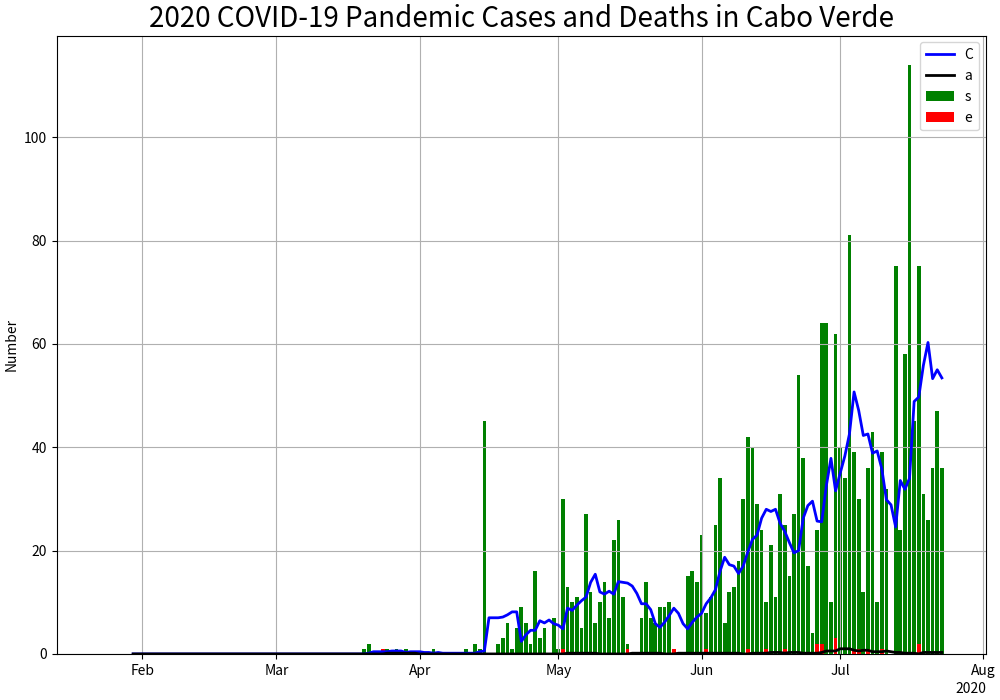 2020 COVID-19 Pandemic Cases and Deaths in Cabo Verde
C
a
s
e
Number
100
80
60
40
20
0
Feb Mar Apr May Jun Jul Aug
2020